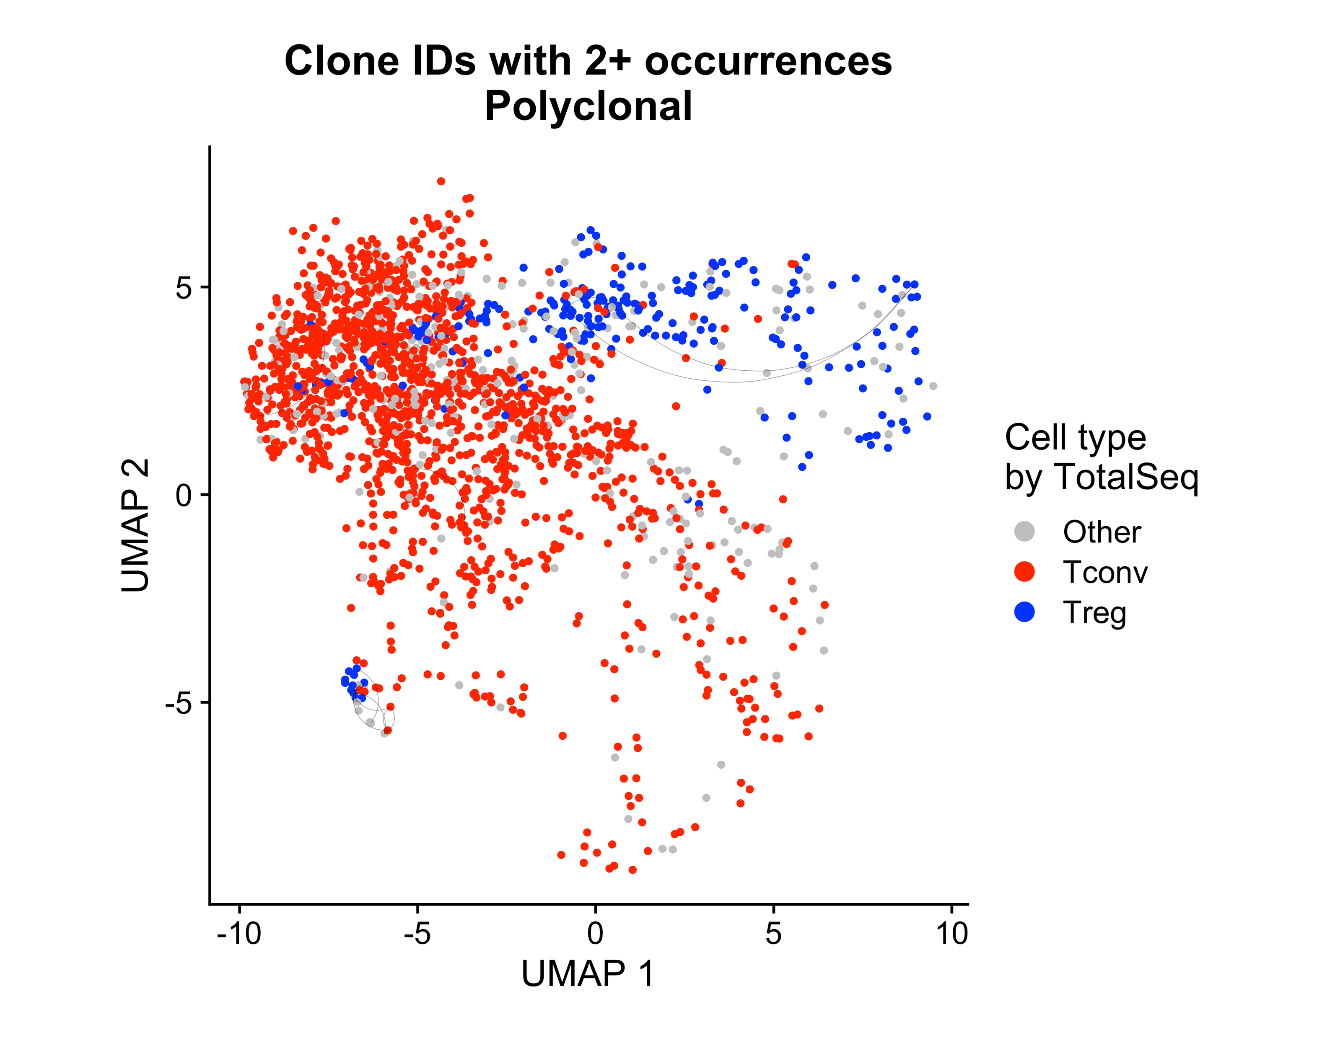 Clone IDs with 2+ occurrences
Polyclonal
5
0
-5
UMAP 2
-10
-5
0
5
10
UMAP 1
Cell type
by TotalSeq
Other
Tconv
Treg